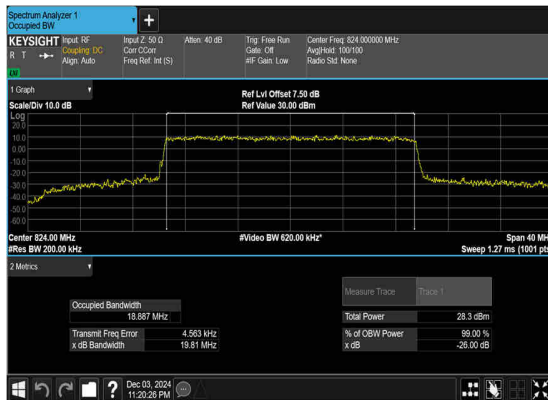 Spectrum Analyzer 1
Occupied BW
+
KEYSIGHT Input: RF Input Z: 50 Ω Atten: 40 dB Trig: Free Run Center Freq: 824.000000 MHz
R T Coupling: DC Corr CCorr Gate: Off Avg|Hold: 100/100
Align: Auto Freq Ref: Int (S) #IF Gain: Low Radio Std: None
1 Graph
Scale/Div 10.0 dB
Ref Lvl Offset 7.50 dB
Ref Value 30.00 dBm
Log
20.0
10.0
0.00
-10.0
-20.0
-30.0
-40.0
-50.0
-60.0
Center 824.00 MHz #Video BW 620.00 kHz* Span 40 MH
#Res BW 200.00 kHz Sweep 1.27 ms (1001 pts
2 Metrics
Measure Trace Trace 1
Occupied Bandwidth
18.887 MHz Total Power 28.3 dBm
Transmit Freq Error 4.563 kHz % of OBW Power 99.00 %
x dB Bandwidth 19.81 MHz x dB -26.00 dB
? Dec 03, 2024
11:20:26 PM